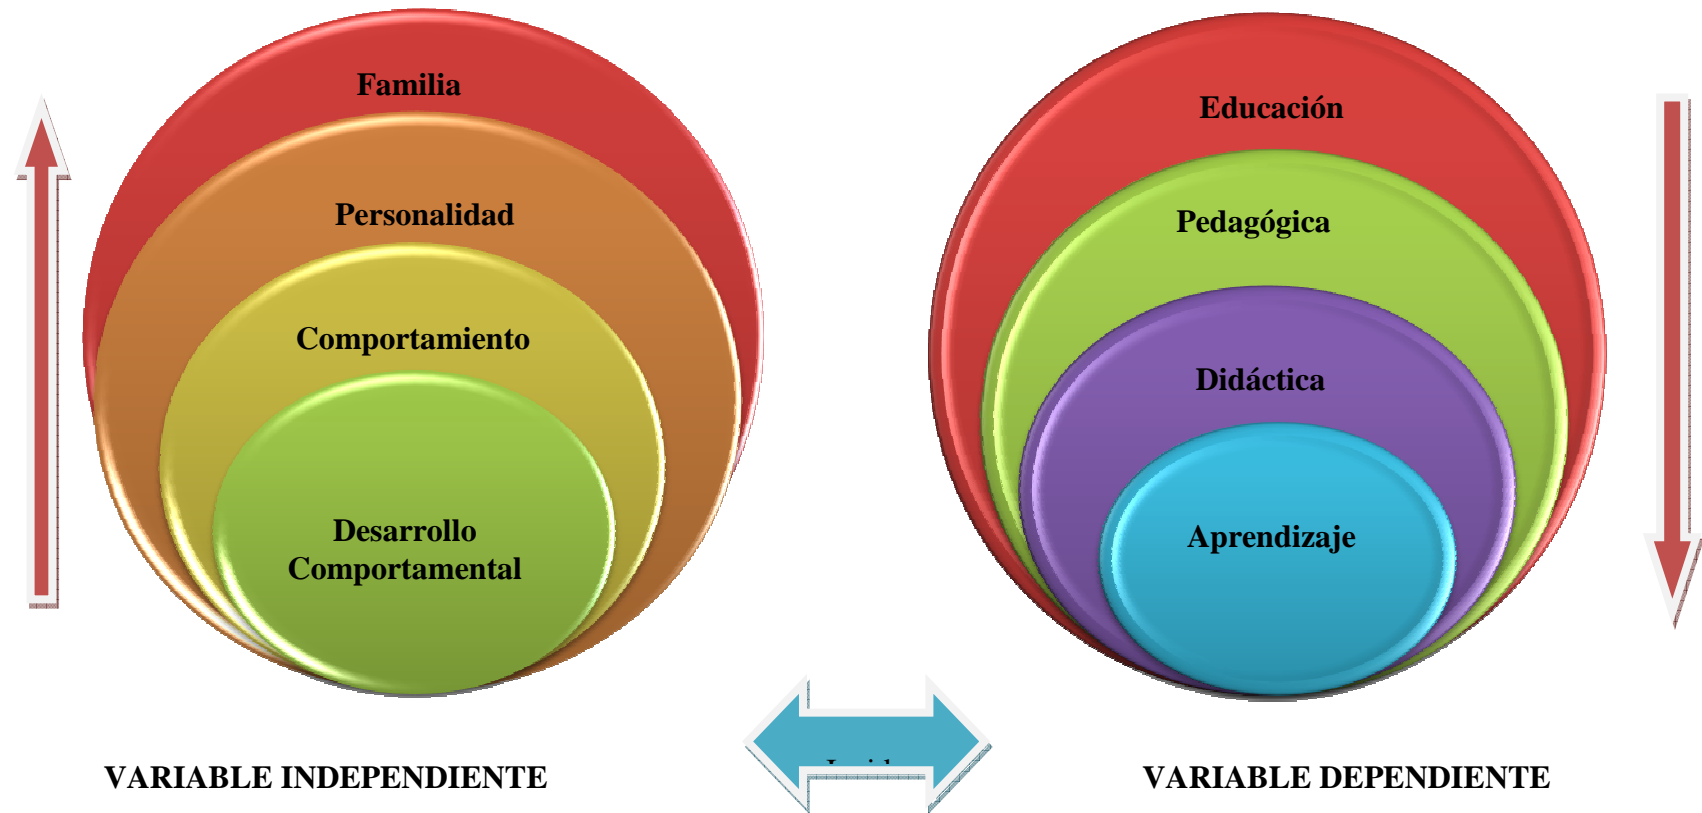 Familia
Personalidad
Comportamiento
Desarrollo
Comportamental
Educación
Pedagógica
Didáctica
Aprendizaje
VARIABLE INDEPENDIENTE
VARIABLE DEPENDIENTE